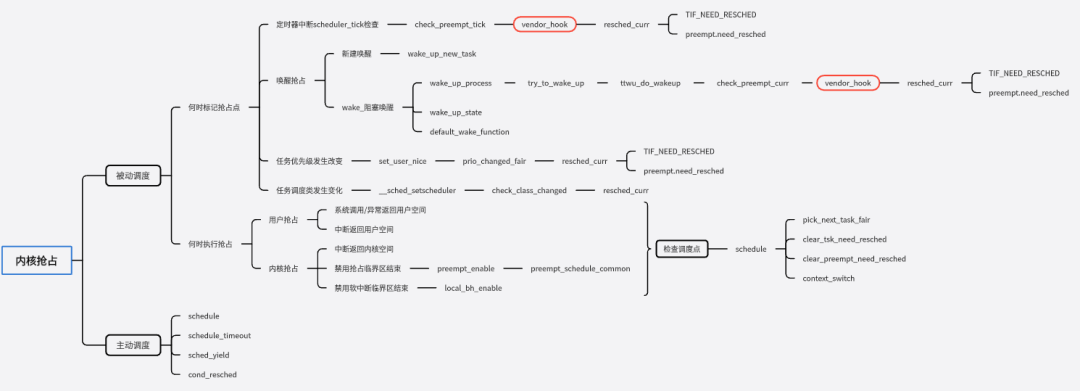 内核抢占
被动调度
何时标记抢占点
定时器中断scheduler_tick检查
check_preempt_tick
vendor_hook
resched_curr
TIF_NEED_RESCHED
preempt.need_resched
唤醒抢占
新建唤醒
wake_up_new_task
wake_阻塞唤醒
wake_up_process
try_to_wake_up
ttwu_do_wakeup
check_preempt_curr
vendor_hook
resched_curr
TIF_NEED_RESCHED
preempt.need_resched
wake_up_state
default_wake_function
任务优先级发生改变
set_user_nice
prio_changed_fair
resched_curr
TIF_NEED_RESCHED
preempt.need_resched
任务调度类发生变化
__sched_setscheduler
check_class_changed
resched_curr
何时执行抢占
用户抢占
系统调用/异常返回用户空间
中断返回用户空间
内核抢占
中断返回内核空间
禁用抢占临界区结束
preempt_enable
preempt_schedule_common
禁用软中断临界区结束
local_bh_enable
检查调度点
schedule
pick_next_task_fair
clear_tsk_need_resched
clear_preempt_need_resched
context_switch
主动调度
schedule
schedule_timeout
sched_yield
cond_resched